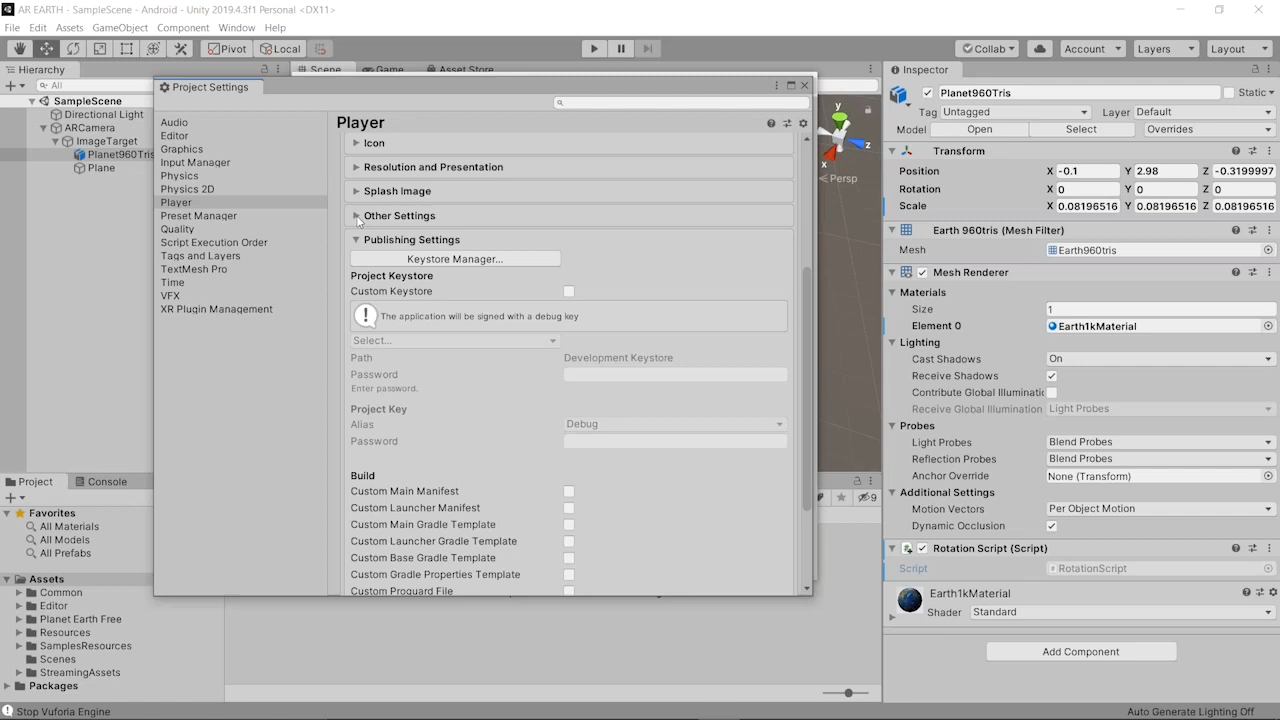 AR EARTH - SampleScene - Android - Unity 2019.4.3f1 Personal <DX11>
File Edit Assets GameObject Component Window Help
Pivot Local Collab Account Layers Layout
Hierarchy
All
SampleScene
Directional Light
ARCamera
ImageTarget
Planet960Tris
Plane
Scene Game Asset Store
Project Settings
Audio
Editor
Graphics
Input Manager
Physics
Physics 2D
Player
Preset Manager
Quality
Script Execution Order
Tags and Layers
TextMesh Pro
Time
VFX
XR Plugin Management
Player
Icon
Resolution and Presentation
Splash Image
Other Settings
Publishing Settings
Keystore Manager...
Project Keystore
Custom Keystore
The application will be signed with a debug key
Select...
Path Development Keystore
Password
Enter password.
Project Key
Alias Debug
Password
Build
Custom Main Manifest
Custom Launcher Manifest
Custom Main Gradle Template
Custom Launcher Gradle Template
Custom Base Gradle Template
Custom Gradle Properties Template
Custom Proguard File
y
z
x
Persp
9
Inspector
Planet960Tris Static
Tag Untagged Layer Default
Model Open Select Overrides
Transform
Position X -0.1 Y 2.98 Z -0.3199997
Rotation X 0 Y 0 Z 0
Scale X 0.08196516 Y 0.08196516 Z 0.08196516
Earth 960tris (Mesh Filter)
Mesh Earth960tris
Mesh Renderer
Materials
Size 1
Element 0 Earth1kMaterial
Lighting
Cast Shadows On
Receive Shadows
Contribute Global Illuminatic
Receive Global Illumination Light Probes
Probes
Light Probes Blend Probes
Reflection Probes Blend Probes
Anchor Override None (Transform)
Additional Settings
Motion Vectors Per Object Motion
Dynamic Occlusion
Rotation Script (Script)
Script RotationScript
Earth1kMaterial
Shader Standard
Add Component
Project Console
Favorites
All Materials
All Models
All Prefabs
Assets
Common
Editor
Planet Earth Free
Resources
SamplesResources
Scenes
StreamingAssets
Packages
Stop Vuforia Engine
Auto Generate Lighting Off